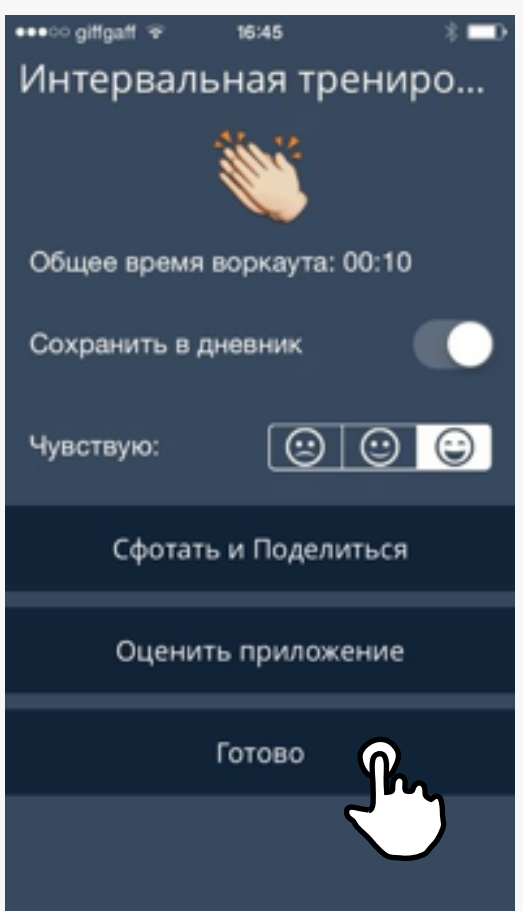 giffgaff 16:45
Интервальная трениро...
Общее время воркаута: 00:10
Сохранить в дневник
Чувствую:
Сфотать и Поделиться
Оценить приложение
Готово